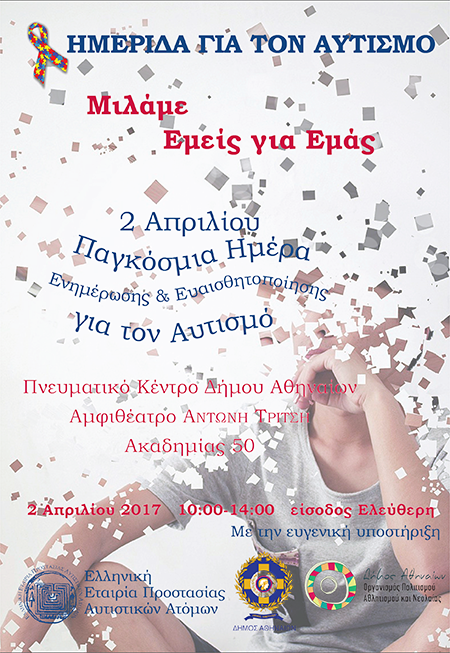 ΗΜΕΡΙΔΑ ΓΙΑ ΤΟΝ ΑΥΤΙΣΜΟ
Μιλάμε
Εμείς για Εμάς
2 Απριλίου
Παγκόσμια Ημέρα
Ενημέρωσης & Ευαισθητοποίησης
για τον Αυτισμό
Πνευματικό Κέντρο Δήμου Αθηναίων
Αμφιθέατρο ΑΝΤΩΝΗ ΤΡΙΤΣΗ
Ακαδημίας 50
2 Απριλίου 2017 10:00-14:00 είσοδος Ελεύθερη
Με την ευγενική υποστήριξη
Ελληνική
Εταιρία Προστασίας
Αυτιστικών Ατόμων
ΔΗΜΟΣ ΑΘΗΝΑΙΩΝ
Δήμος Αθηναίων
Οργανισμός Πολιτισμού
Αθλητισμού και Νεολαίας